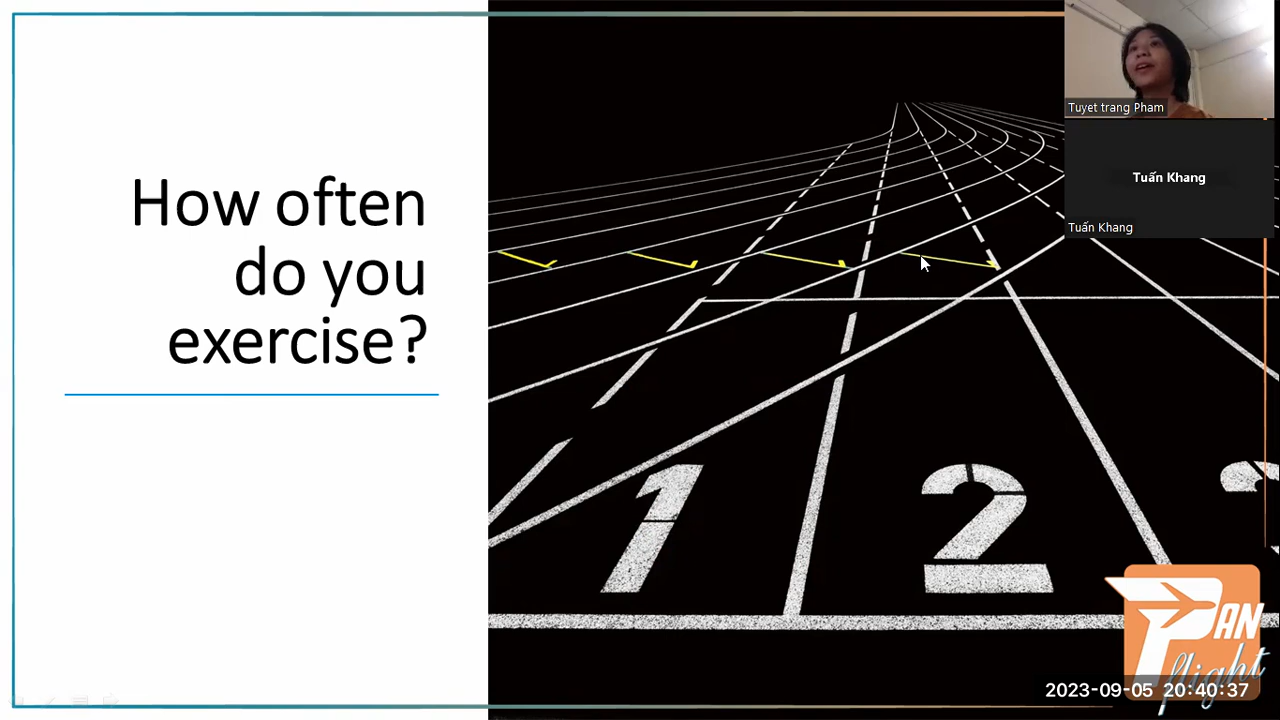 How often
do you
exercise?
Tuyet trang Pham
Tuấn Khang
Tuấn Khang
1
2
PAN
flight
2023-09-05 20:40:37